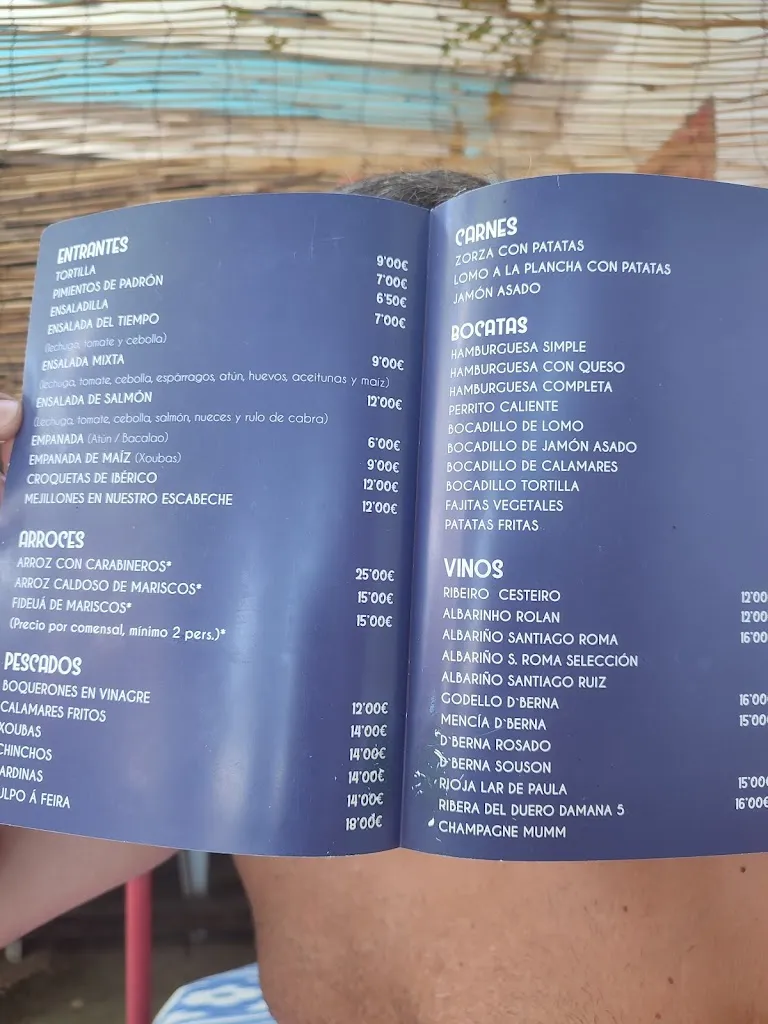 ENTRANTES
TORTILLA 9'00€
PIMIENTOS DE PADRÓN 7'00€
ENSALADILLA 6'50€
ENSALADA DEL TIEMPO 7'00€
(lechuga, tomate y cebolla)
ENSALADA MIXTA 9'00€
(lechuga, tomate, cebolla, espárragos, atún, huevos, aceitunas y maíz)
ENSALADA DE SALMÓN 12'00€
(Lechuga, tomate, cebolla, salmón, nueces y rulo de cabra)
EMPANADA (Atún / Bacalao) 6'00€
EMPANADA DE MAÍZ (Xoubas) 9'00€
CROQUETAS DE IBÉRICO 12'00€
MEJILLONES EN NUESTRO ESCABECHE 12'00€
ARROCES
ARROZ CON CARABINEROS* 25'00€
ARROZ CALDOSO DE MARISCOS* 15'00€
FIDEUÁ DE MARISCOS* 15'00€
(Precio por comensal, mínimo 2 pers.)*
PESCADOS
BOQUERONES EN VINAGRE 12'00€
CALAMARES FRITOS 14'00€
XOUBAS 14'00€
CHINCHOS 14'00€
ARDINAS 14'00€
ULPO Á FEIRA 18'00€
CARNES
ZORZA CON PATATAS
LOMO A LA PLANCHA CON PATATAS
JAMÓN ASADO
BOCATAS
HAMBURGUESA SIMPLE
HAMBURGUESA CON QUESO
HAMBURGUESA COMPLETA
PERRITO CALIENTE
BOCADILLO DE LOMO
BOCADILLO DE JAMÓN ASADO
BOCADILLO DE CALAMARES
BOCADILLO TORTILLA
FAJITAS VEGETALES
PATATAS FRITAS
VINOS
RIBEIRO CESTEIRO 12'00
ALBARINHO ROLAN 12'00
ALBARIÑO SANTIAGO ROMA 16'00
ALBARIÑO S. ROMA SELECCIÓN
ALBARIÑO SANTIAGO RUIZ
GODELLO D`BERNA 16'00
MENCÍA D`BERNA 15'00
D`BERNA ROSADO
D`BERNA SOUSON
RIOJA LAR DE PAULA 15'00
RIBERA DEL DUERO DAMANA 5 16'00€
CHAMPAGNE MUMM